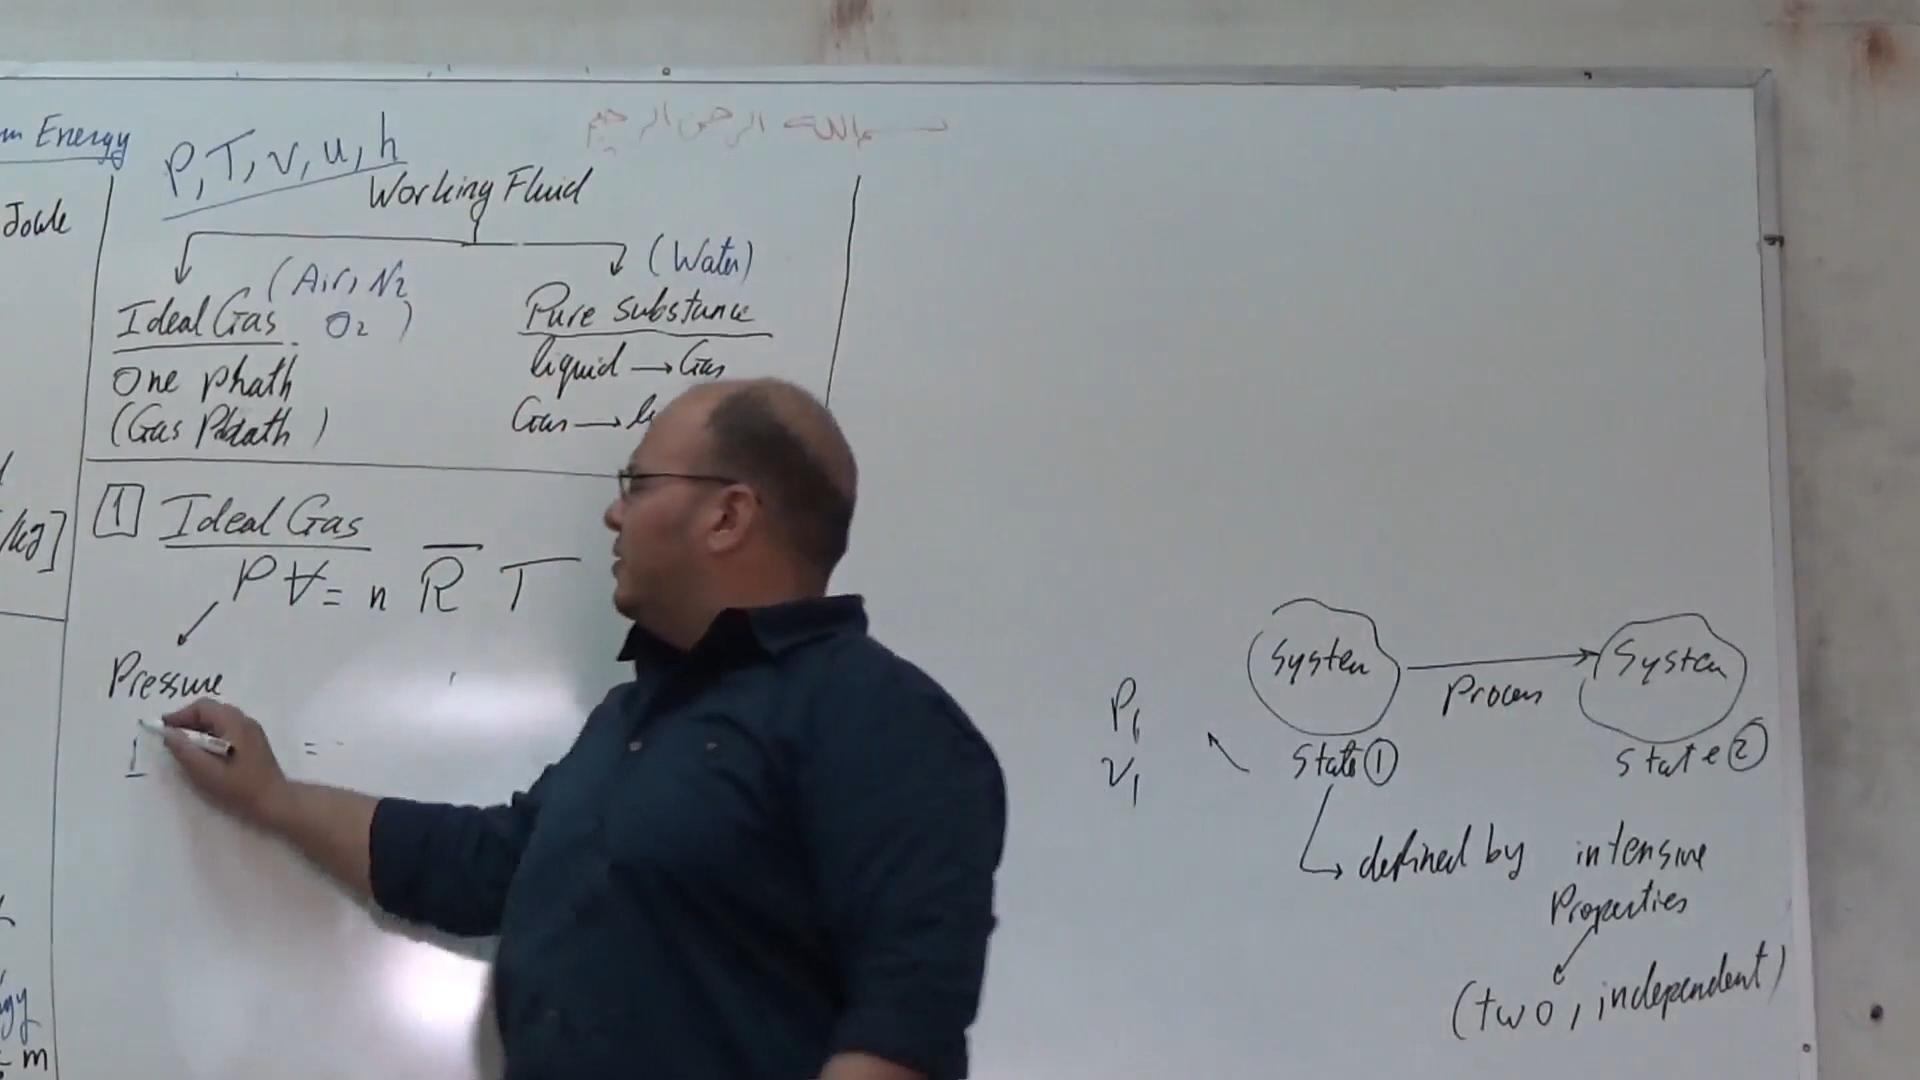 بسم الله الرحمن الرحيم
Energy
Joule
/kg]
m
P, T, v, u, h
Working Fluid
(Air, N2
O2)
Ideal Gas
One phath
(Gas Phath)
(Water)
Pure substance
liquid → Gas
Gas →
1 Ideal Gas
P V = n R̅ T
Pressure
1
=
System
Process
System
P1
v1
State 1
State 2
defined by intensive
Properties
(two, independent)